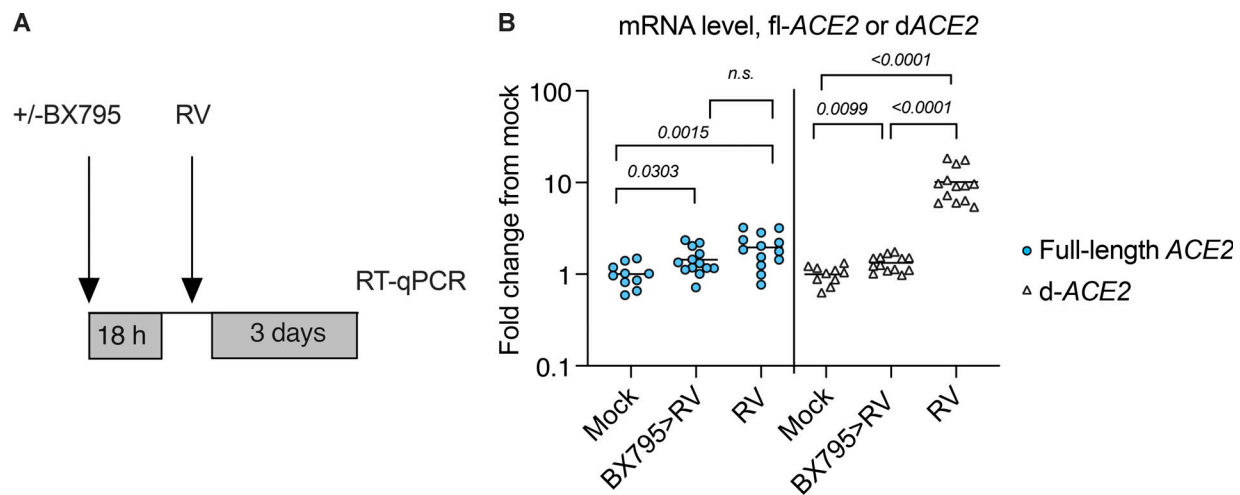 A
+/-BX795
RV
RT-qPCR
18 h
3 days
B
mRNA level, fl-ACE2 or dACE2
Fold change from mock
100
10
1
0.1
n.s.
0.0015
0.0303
<0.0001
0.0099
<0.0001
Mock
BX795>RV
RV
Mock
BX795>RV
RV
Full-length ACE2
d-ACE2